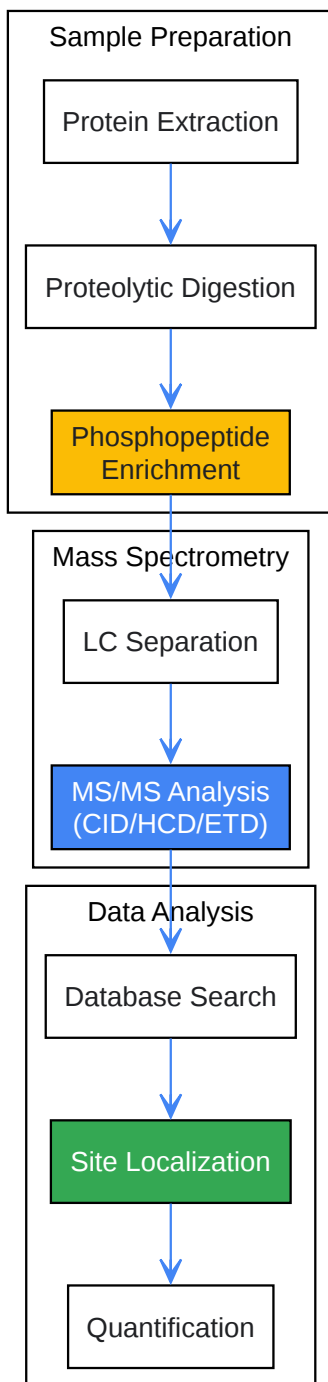 Sample Preparation
Protein Extraction
Proteolytic Digestion
Phosphopeptide
Enrichment
Mass Spectrometry
LC Separation
MS/MS Analysis
(CID/HCD/ETD)
Data Analysis
Database Search
Site Localization
Quantification